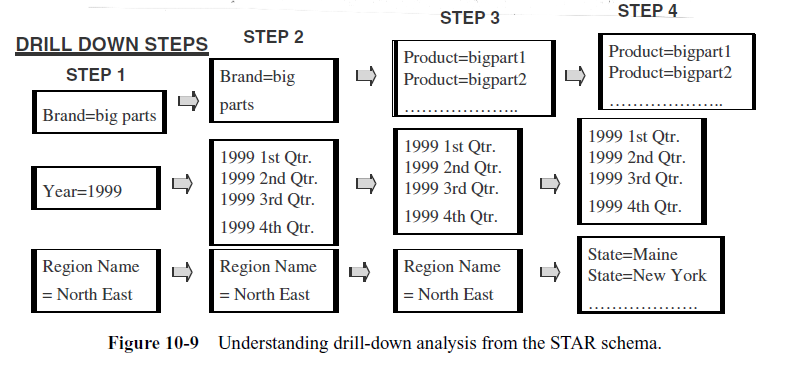 DRILL DOWN STEPS
STEP 1
STEP 2
STEP 3
STEP 4
Brand=big parts
Brand=big
parts
Product=bigpart1
Product=bigpart2
......................
Product=bigpart1
Product=bigpart2
......................
Year=1999
1999 1st Qtr.
1999 2nd Qtr.
1999 3rd Qtr.
1999 4th Qtr.
1999 1st Qtr.
1999 2nd Qtr.
1999 3rd Qtr.
1999 4th Qtr.
1999 1st Qtr.
1999 2nd Qtr.
1999 3rd Qtr.
1999 4th Qtr.
Region Name
= North East
Region Name
= North East
Region Name
= North East
State=Maine
State=New York
......................
Figure 10-9 Understanding drill-down analysis from the STAR schema.